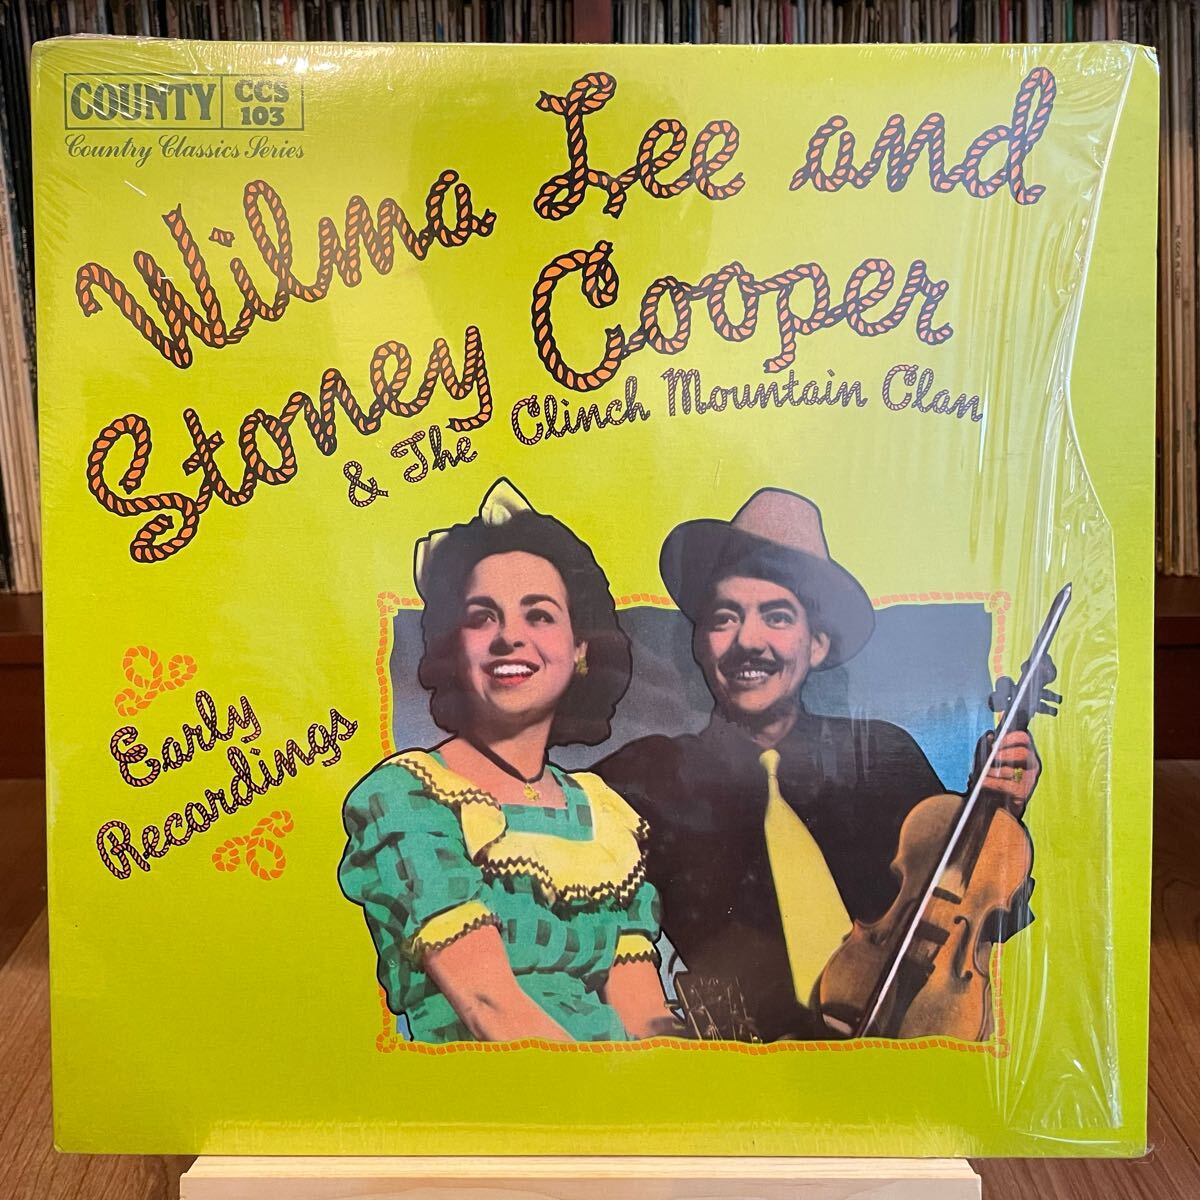 COUNTY CCS 103
Country Classics Series
Wilma Lee and
Stoney Cooper
& The Clinch Mountain Clan
Early
Recordings